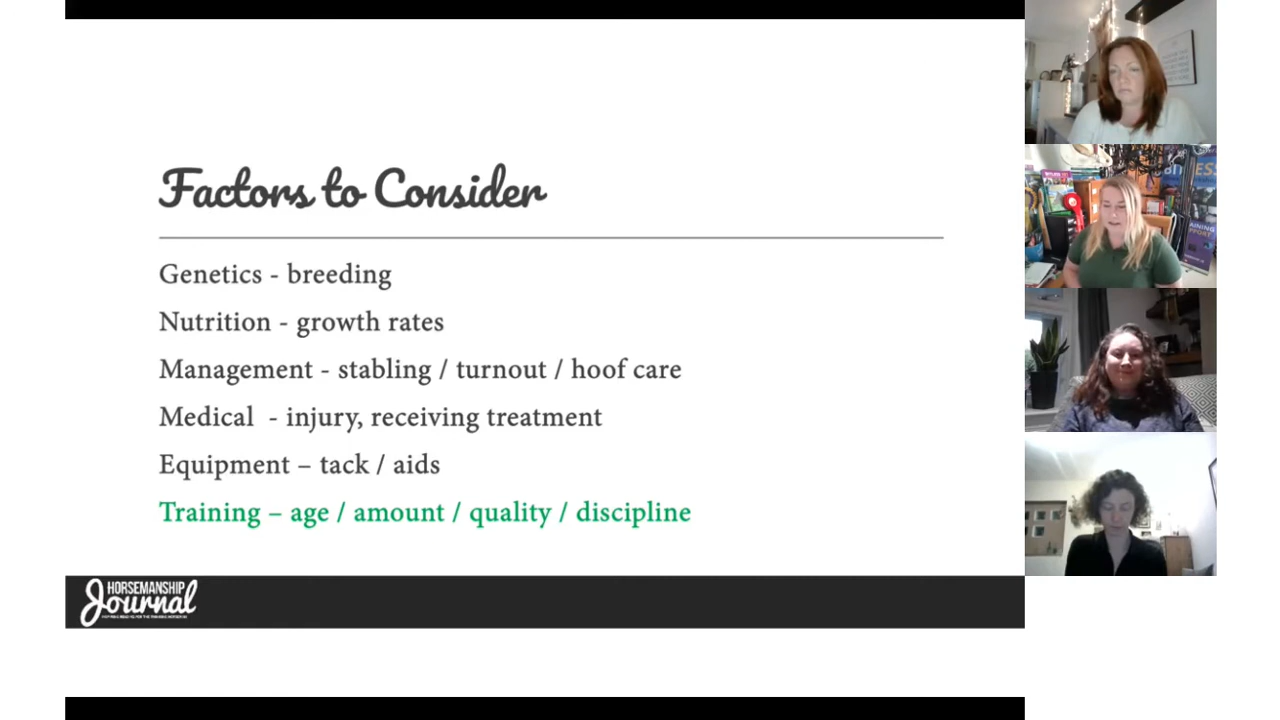 Factors to Consider
Genetics - breeding
Nutrition - growth rates
Management - stabling / turnout / hoof care
Medical - injury, receiving treatment
Equipment – tack / aids
Training – age / amount / quality / discipline
HORSEMANSHIP
Journal